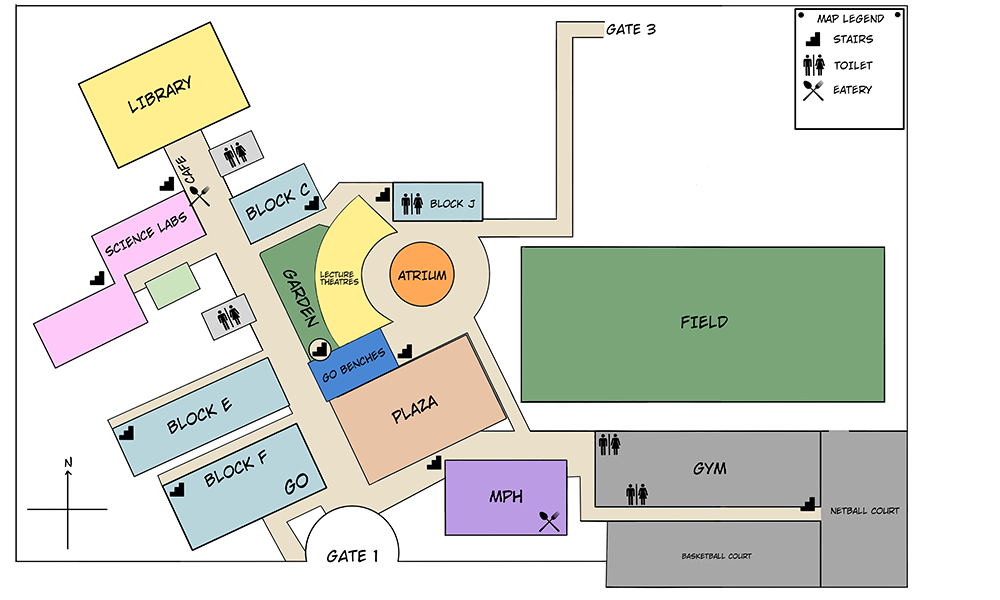 GATE 3
MAP LEGEND
STAIRS
TOILET
EATERY
LIBRARY
CAFE
BLOCK C
BLOCK J
SCIENCE LABS
GARDEN
LECTURE
THEATRES
ATRIUM
FIELD
GO BENCHES
PLAZA
BLOCK E
BLOCK F
GO
N
MPH
GYM
NETBALL COURT
BASKETBALL COURT
GATE 1